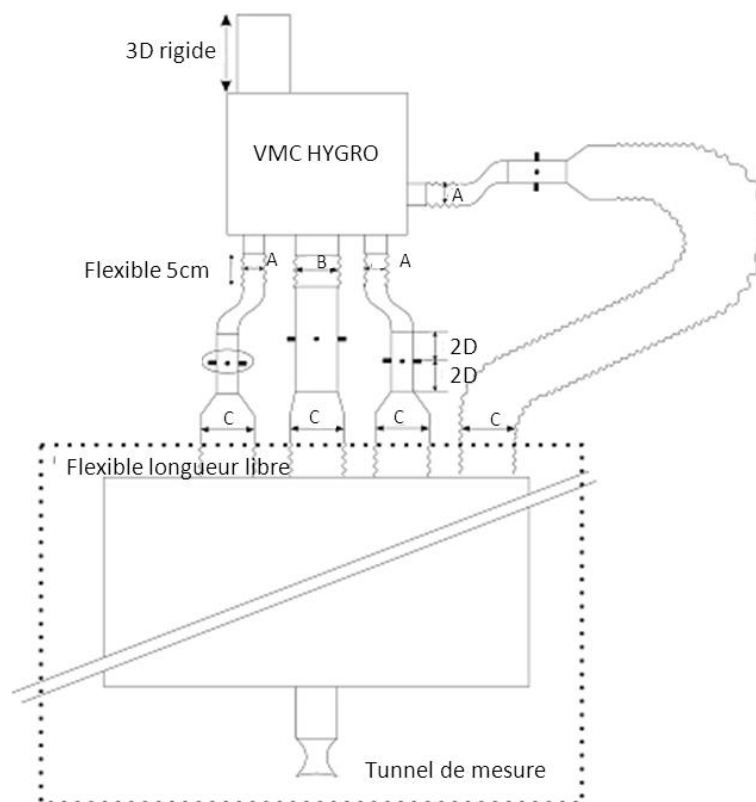 3D rigide
VMC HYGRO
A
A
B
A
Flexible 5cm
2D
2D
C
C
C
C
Flexible longueur libre
Tunnel de mesure